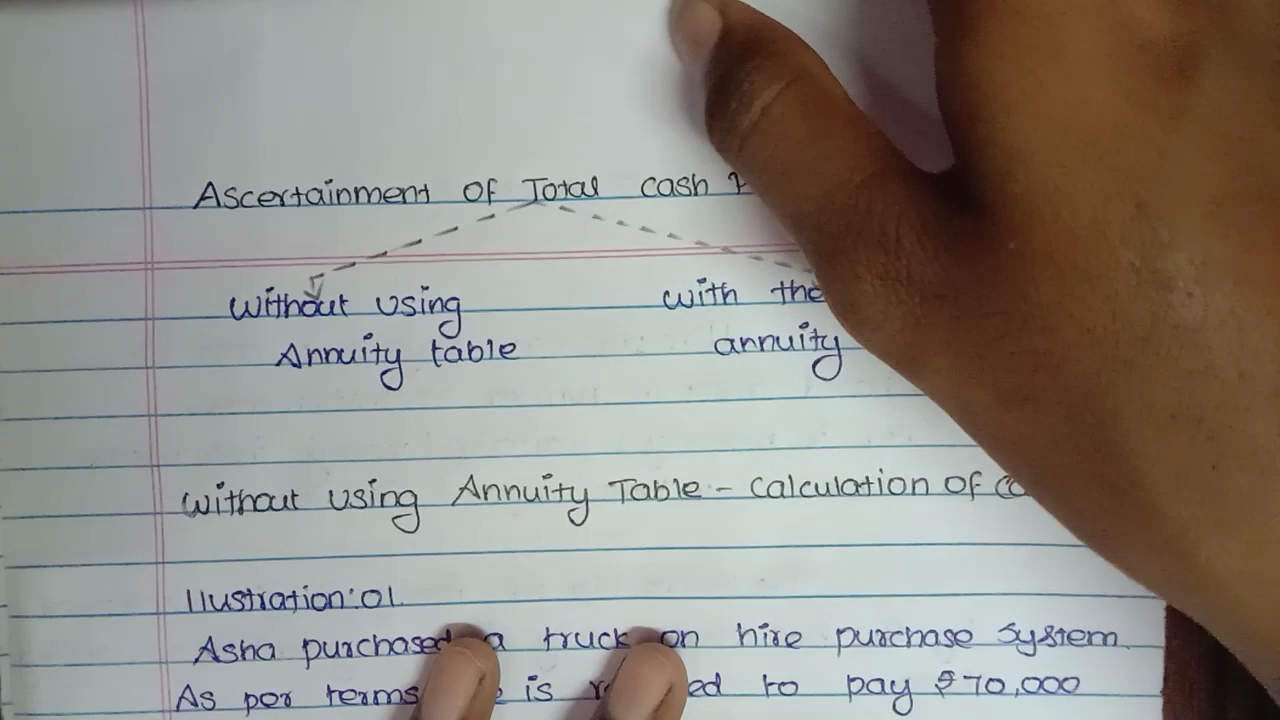 Ascertainment of Total cash
without using with the
Annuity table annuity
without using Annuity Table - calculation of
Illustration: 01.
Asha purchased a truck on hire purchase system.
As per terms is to pay ₹70,000